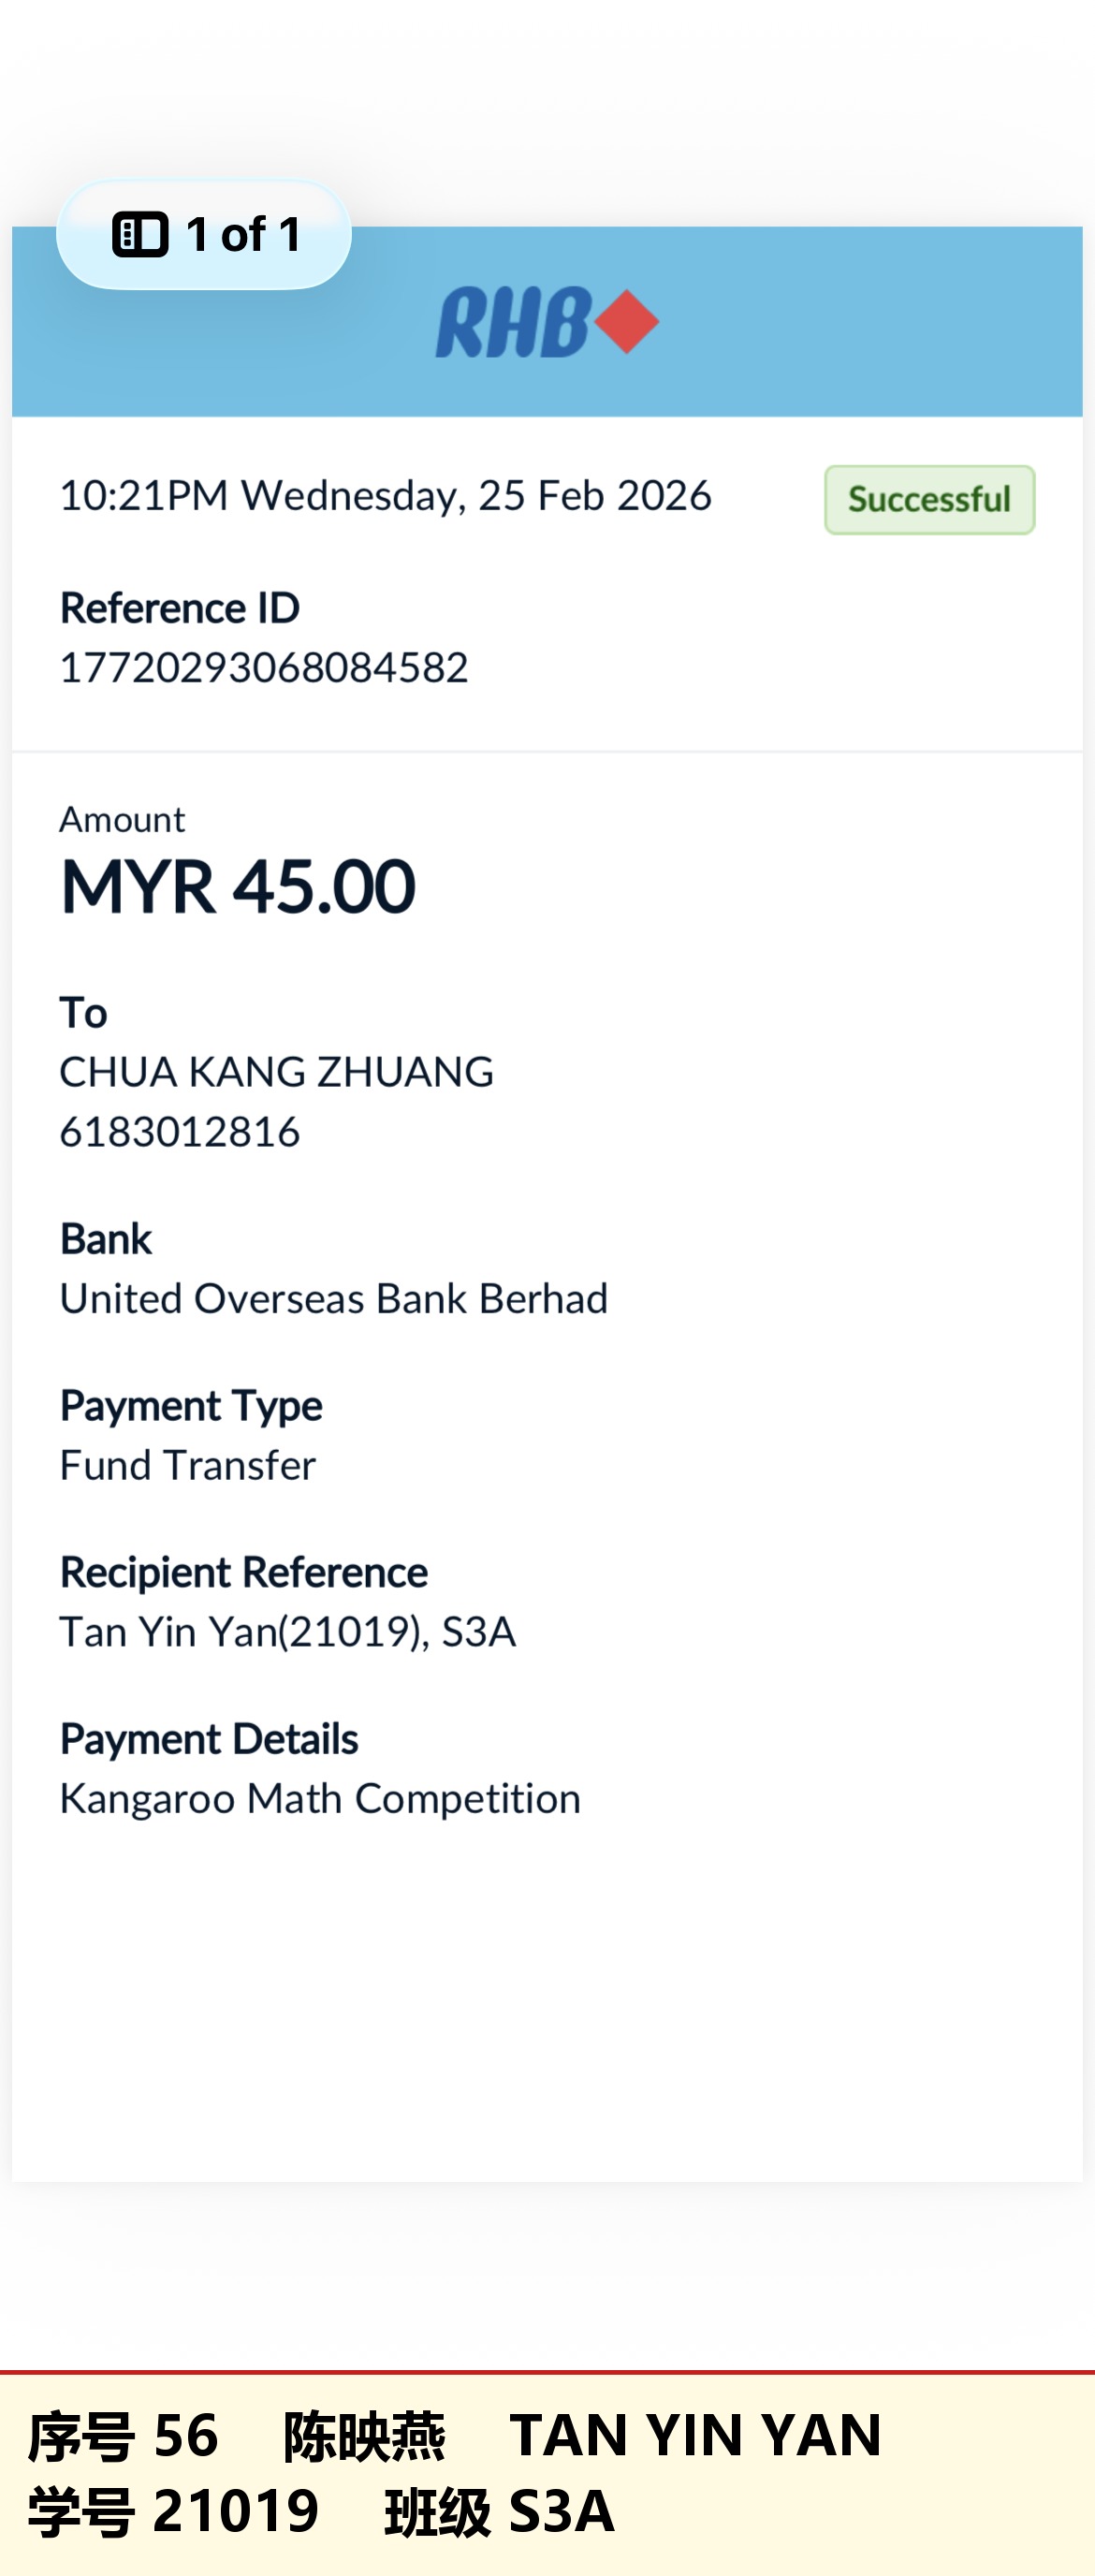 1 of 1
RHB
10:21PM Wednesday, 25 Feb 2026
Successful
Reference ID
17720293068084582
Amount
MYR 45.00
To
CHUA KANG ZHUANG
6183012816
Bank
United Overseas Bank Berhad
Payment Type
Fund Transfer
Recipient Reference
Tan Yin Yan(21019), S3A
Payment Details
Kangaroo Math Competition
序号 56 陈映燕 TAN YIN YAN
学号 21019 班级 S3A